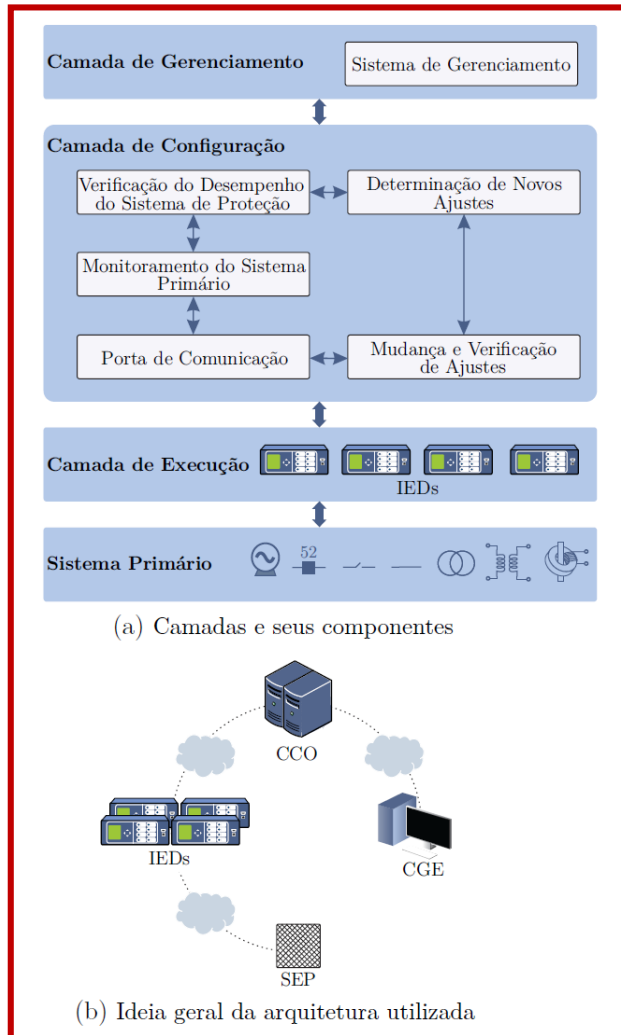 Camada de Gerenciamento
Sistema de Gerenciamento
Camada de Configuração
Verificação do Desempenho
do Sistema de Proteção
Determinação de Novos
Ajustes
Monitoramento do Sistema
Primário
Porta de Comunicação
Mudança e Verificação
de Ajustes
Camada de Execução
IEDs
Sistema Primário
52
(a) Camadas e seus componentes
CCO
IEDs
CGE
SEP
(b) Ideia geral da arquitetura utilizada